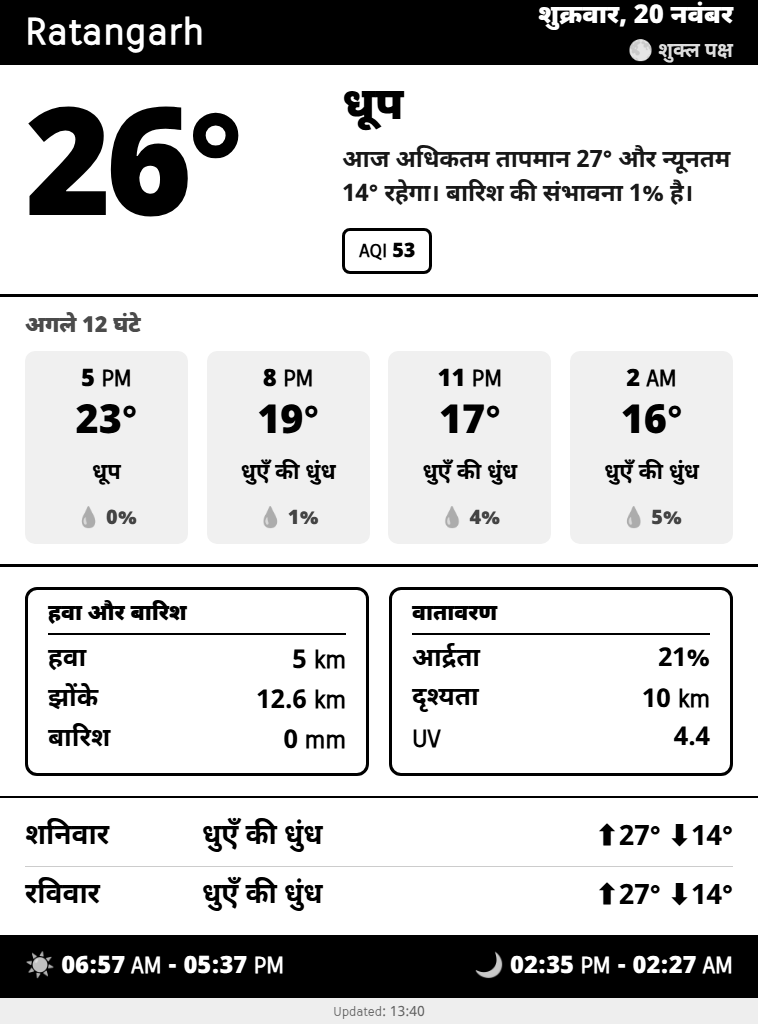 Ratangarh
शुक्रवार, 20 नवंबर
शुक्ल पक्ष
26°
धूप
आज अधिकतम तापमान 27° और न्यूनतम
14° रहेगा। बारिश की संभावना 1% है।
AQI 53
अगले 12 घंटे
5 PM 8 PM 11 PM 2 AM
23° 19° 17° 16°
धूप धुएँ की धुंध धुएँ की धुंध धुएँ की धुंध
0% 1% 4% 5%
हवा और बारिश
हवा 5 km
झोंके 12.6 km
बारिश 0 mm
वातावरण
आर्द्रता 21%
दृश्यता 10 km
UV 4.4
शनिवार धुएँ की धुंध ⬆27° ⬇14°
रविवार धुएँ की धुंध ⬆27° ⬇14°
06:57 AM - 05:37 PM
02:35 PM - 02:27 AM
Updated: 13:40